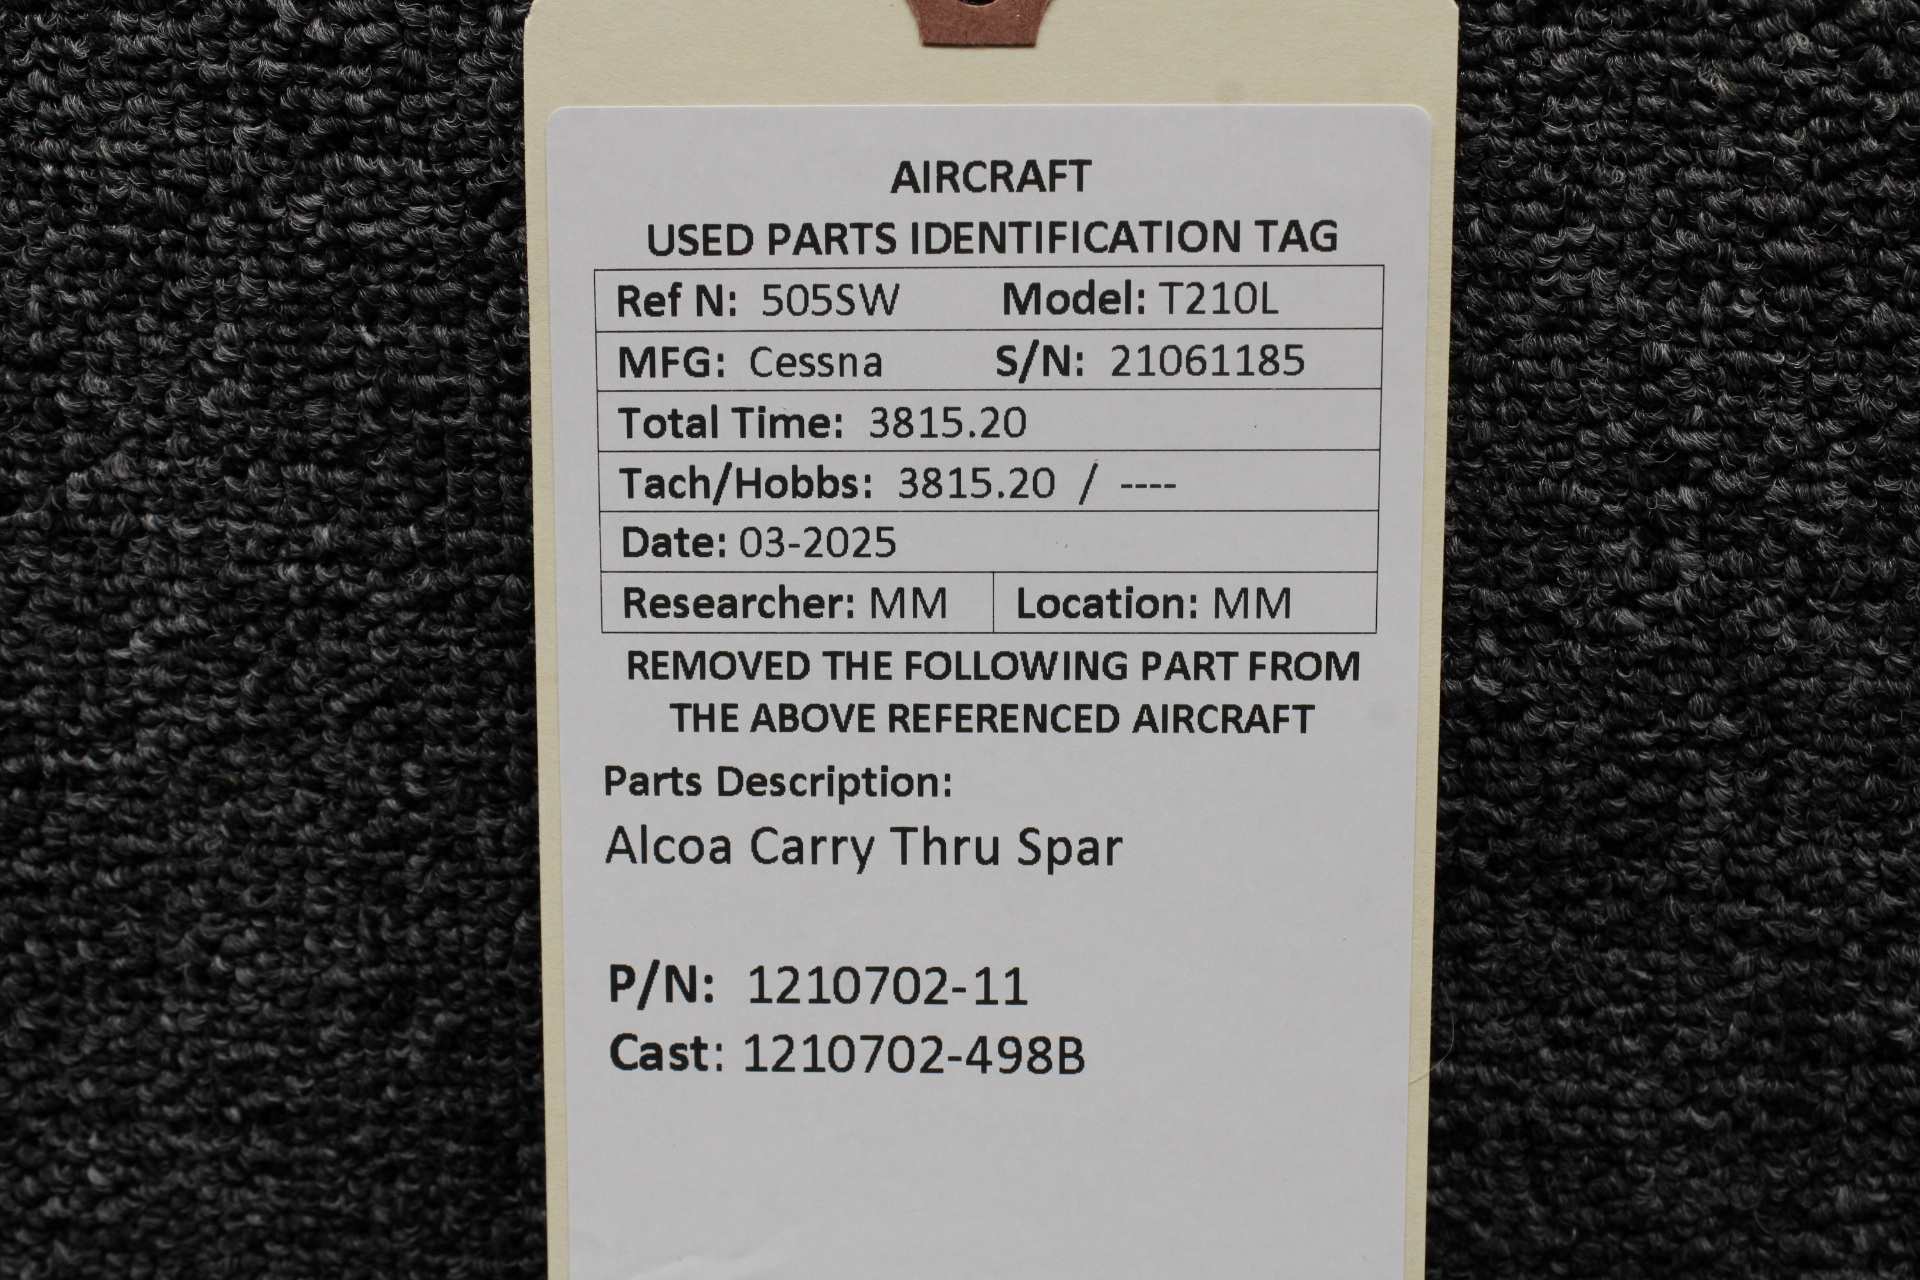 AIRCRAFT
USED PARTS IDENTIFICATION TAG
Ref N: 505SW Model: T210L
MFG: Cessna S/N: 21061185
Total Time: 3815.20
Tach/Hobbs: 3815.20 / ----
Date: 03-2025
Researcher: MM Location: MM
REMOVED THE FOLLOWING PART FROM
THE ABOVE REFERENCED AIRCRAFT
Parts Description:
Alcoa Carry Thru Spar
P/N: 1210702-11
Cast: 1210702-498B